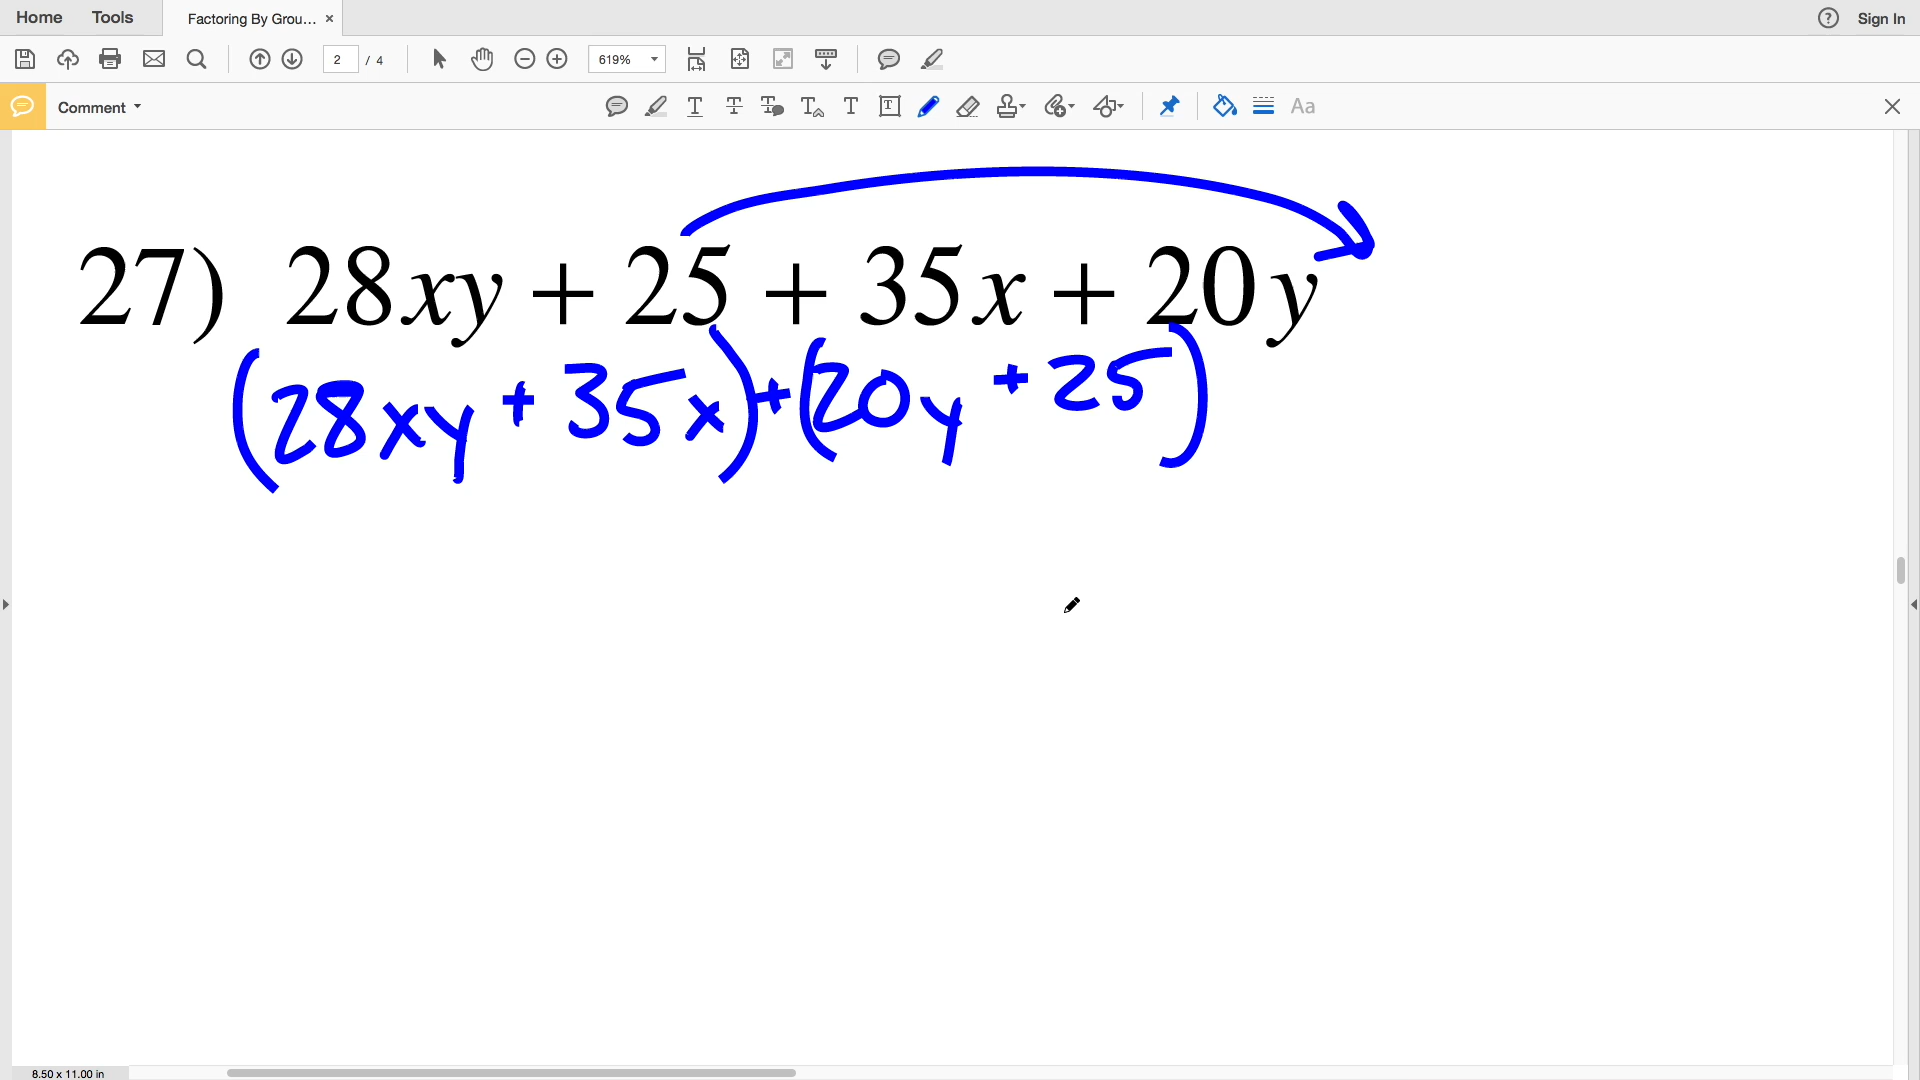 Home Tools Factoring By Grou... × ? Sign In
2 / 4 619%
Comment T T T T T T Aa
27) 28xy + 25 + 35x + 20y
(28xy + 35x) + (20y + 25)
8.50 x 11.00 in